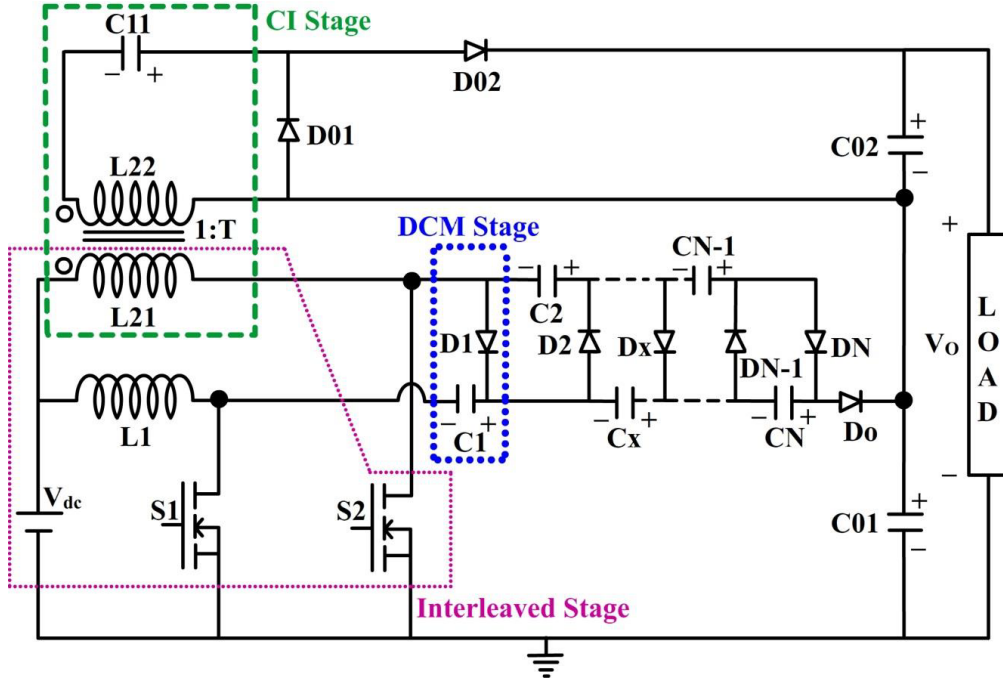 CI Stage
C11
− +
D02
D01
+
C02
−
L22
1:T
L21
DCM Stage
CN-1
− +
− +
C2
D1
D2
Dx
DN-1
DN
− +
C1
− +
Cx
− +
CN
Do
L1
+
VO
−
LOAD
Vdc
S1
S2
+
C01
−
Interleaved Stage